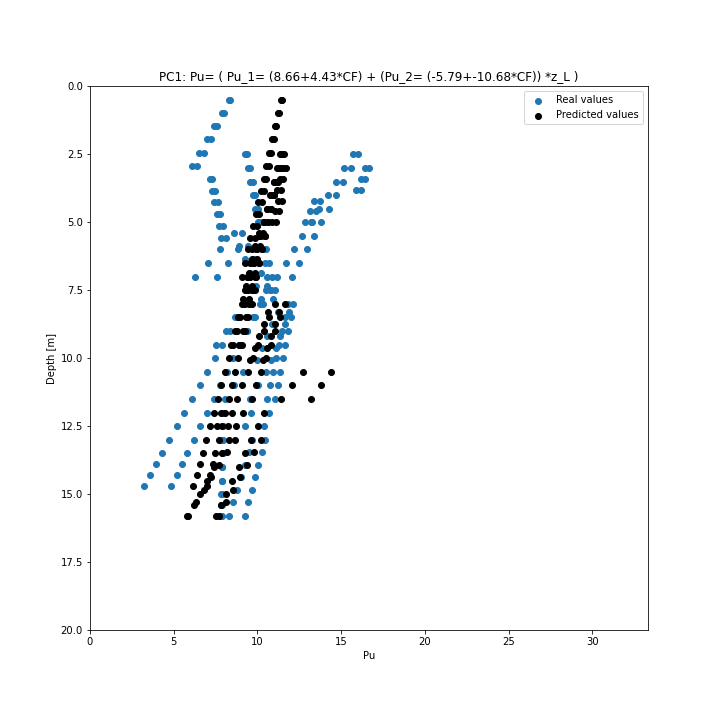 PC1: Pu= ( Pu_1= (8.66+4.43*CF) + (Pu_2= (-5.79+-10.68*CF)) *z_L )
Real values
Predicted values
0.0
2.5
5.0
7.5
10.0
12.5
15.0
17.5
20.0
Depth [m]
0 5 10 15 20 25 30
Pu